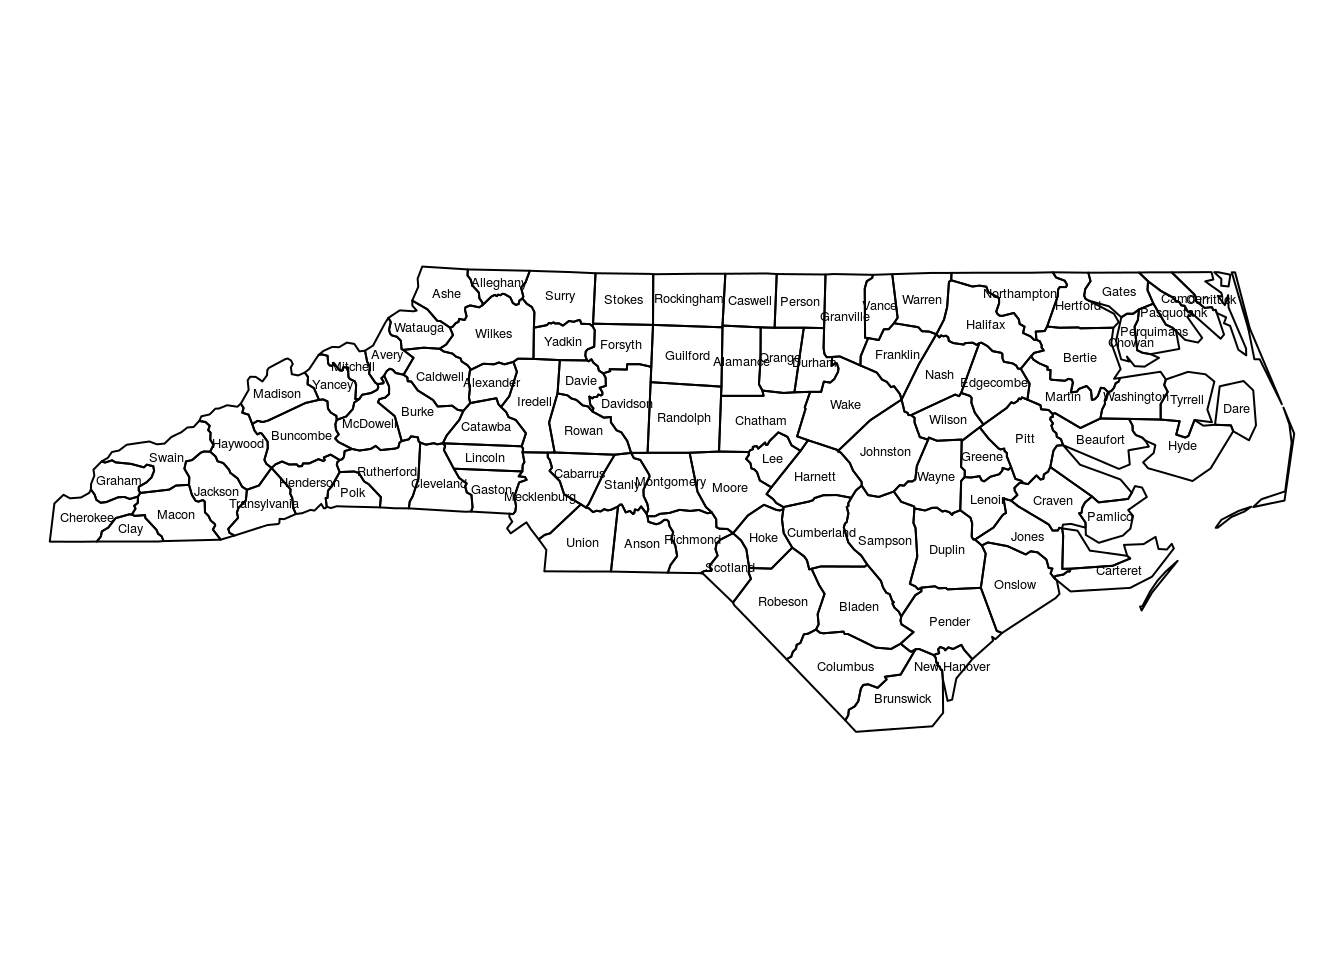 Alleghany
Ashe
Surry
Stokes
Rockingham
Caswell
Person
Vance
Warren
Northampton
Hertford
Gates
Camden
Currituck
Pasquotank
Granville
Halifax
Watauga
Wilkes
Yadkin
Forsyth
Perquimans
Chowan
Mitchell
Avery
Guilford
Alamance
Orange
Durham
Franklin
Bertie
Yancey
Caldwell
Alexander
Davie
Nash
Edgecombe
Madison
Iredell
Davidson
Martin
Washington
Tyrrell
Dare
Burke
Randolph
Wake
McDowell
Catawba
Rowan
Chatham
Wilson
Haywood
Buncombe
Pitt
Beaufort
Hyde
Swain
Lincoln
Lee
Johnston
Greene
Graham
Jackson
Henderson
Rutherford
Polk
Cleveland
Gaston
Mecklenburg
Cabarrus
Stanly
Montgomery
Moore
Harnett
Wayne
Transylvania
Lenoir
Craven
Cherokee
Macon
Clay
Pamlico
Union
Anson
Richmond
Hoke
Cumberland
Sampson
Duplin
Jones
Scotland
Carteret
Onslow
Robeson
Bladen
Pender
Columbus
New Hanover
Brunswick